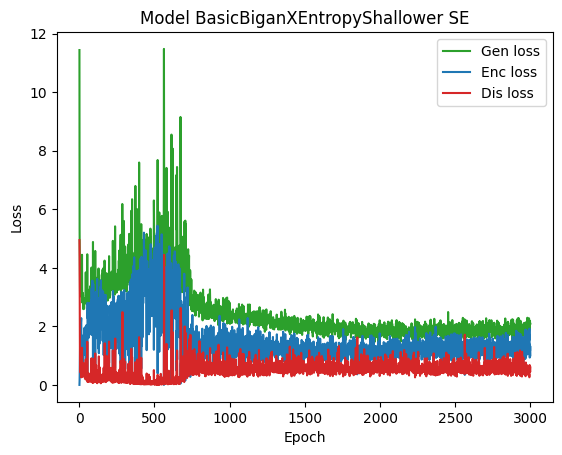 Model BasicBiganXEntropyShallower SE
12
10
8
6
4
2
0
Loss
Gen loss
Enc loss
Dis loss
0 500 1000 1500 2000 2500 3000
Epoch